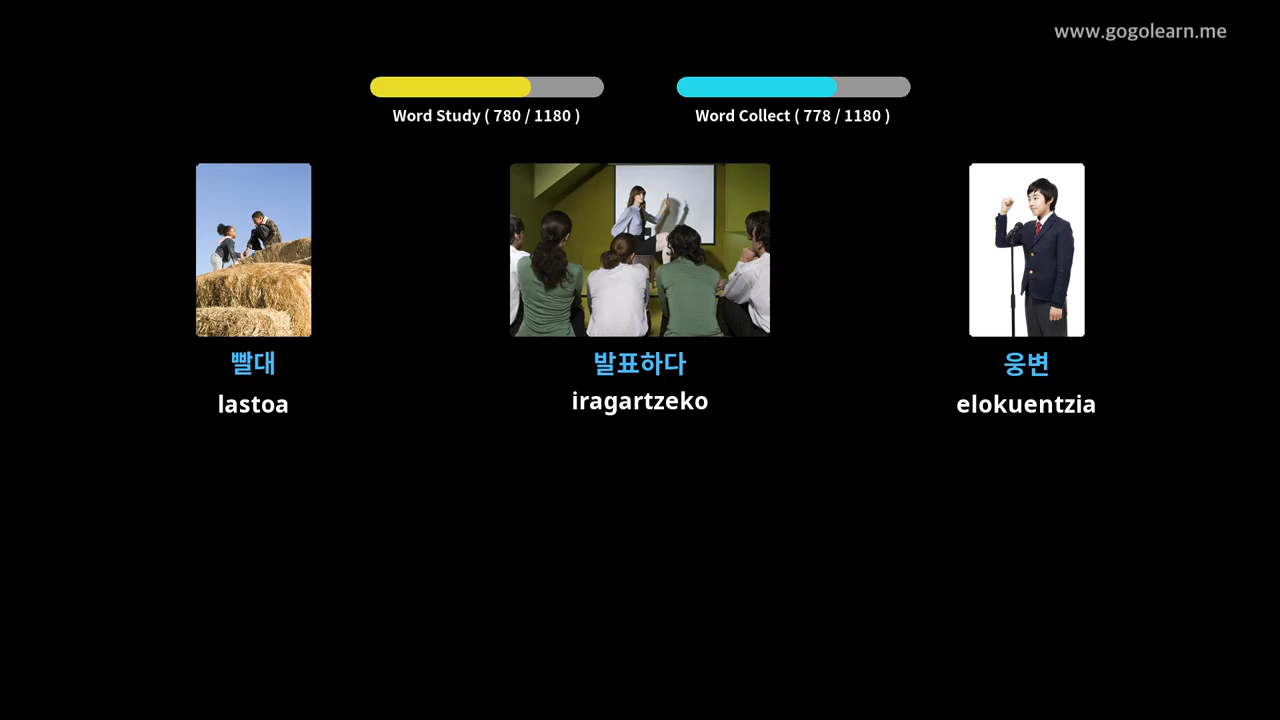 www.gogolearn.me
Word Study ( 780 / 1180 )
Word Collect ( 778 / 1180 )
빨대
발표하다
웅변
lastoa
iragartzeko
elokuentzia